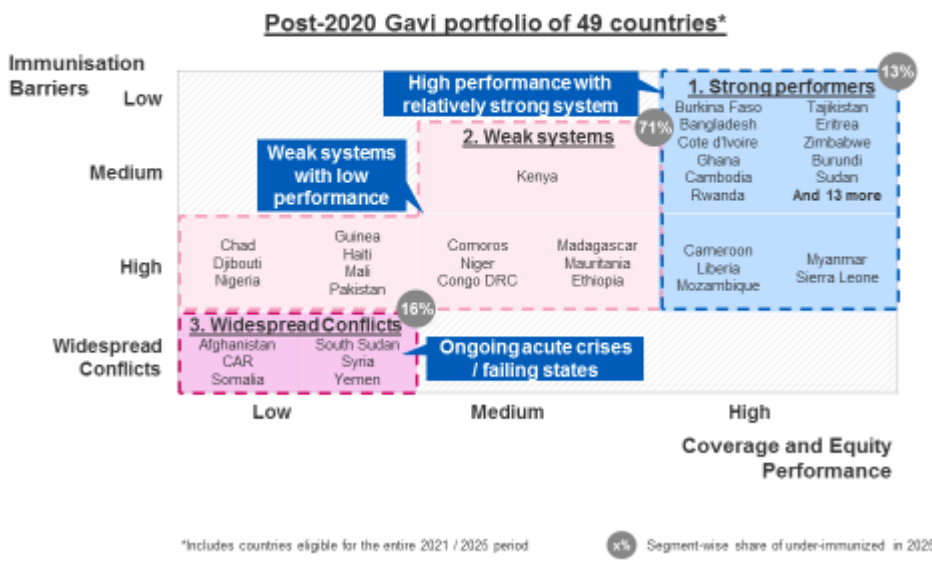 Post-2020 Gavi portfolio of 49 countries*
Immunisation
Barriers
Low
Medium
High
Widespread
Conflicts
High performance with
relatively strong system
13%
1. Strong performers
Burkina Faso
Bangladesh
Cote d'Ivoire
Ghana
Cambodia
Rwanda
Tajikistan
Eritrea
Zimbabwe
Burundi
Sudan
And 13 more
71%
2. Weak systems
Kenya
Weak systems
with low
performance
Chad
Djibouti
Nigeria
Guinea
Haiti
Mali
Pakistan
Comoros
Niger
Congo DRC
Madagascar
Mauritania
Ethiopia
Cameroon
Liberia
Mozambique
Myanmar
Sierra Leone
16%
3. Widespread Conflicts
Afghanistan
CAR
Somalia
South Sudan
Syria
Yemen
Ongoing acute crises
/ failing states
Low
Medium
High
Coverage and Equity
Performance
*Includes countries eligible for the entire 2021 / 2025 period
x%
Segment-wise share of under-immunized in 2025